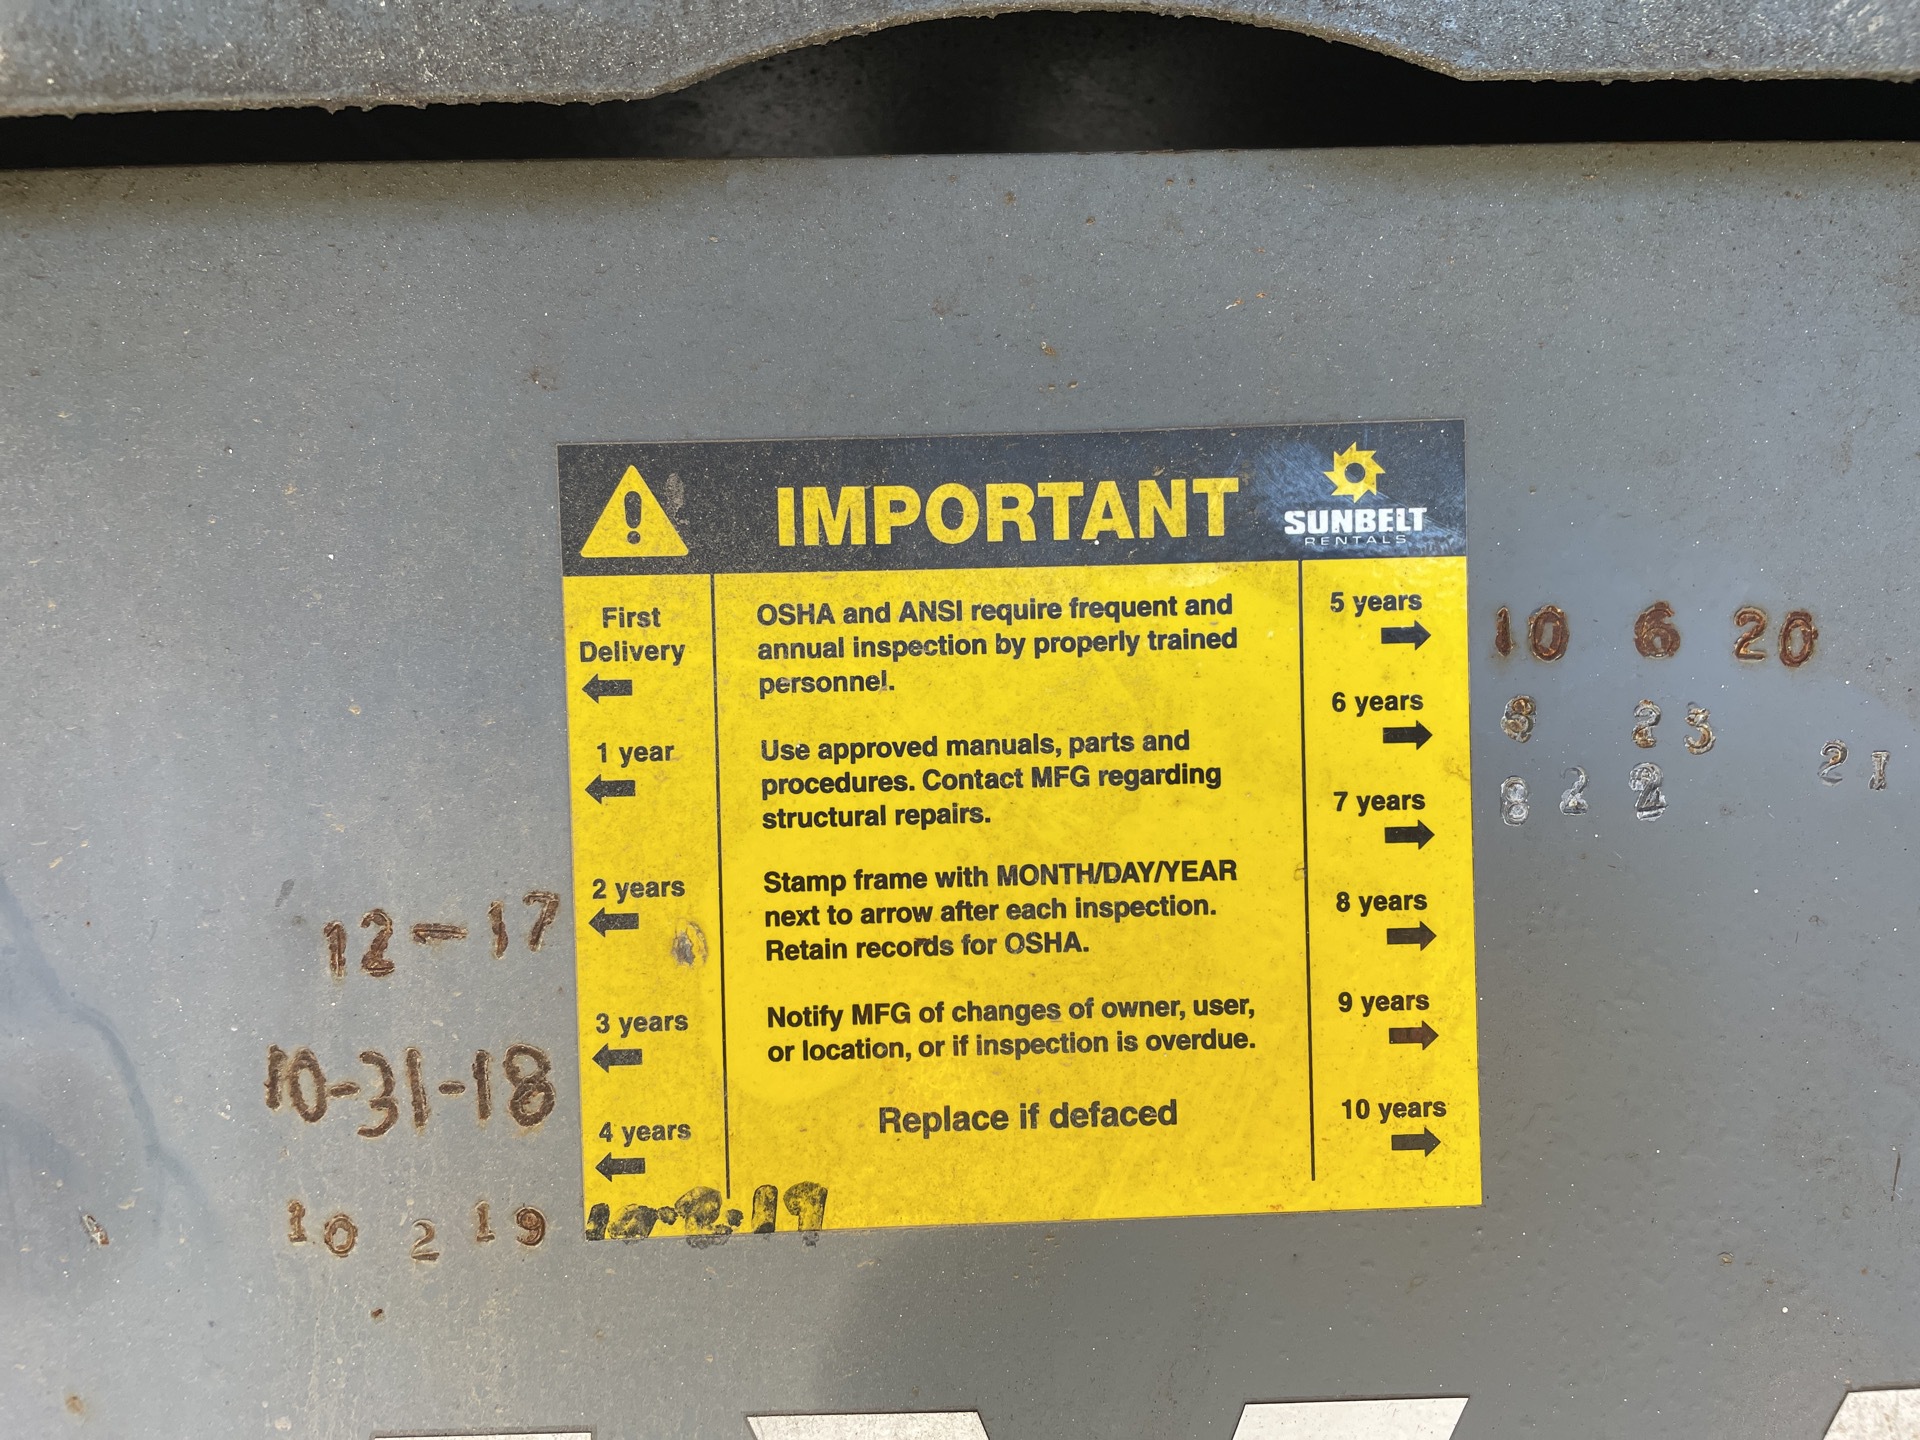 IMPORTANT
SUNBELT
RENTALS
First
Delivery
1 year
2 years
12-17
3 years
10-31-18
4 years
10 2 19
OSHA and ANSI require frequent and
annual inspection by properly trained
personnel.
Use approved manuals, parts and
procedures. Contact MFG regarding
structural repairs.
Stamp frame with MONTH/DAY/YEAR
next to arrow after each inspection.
Retain records for OSHA.
Notify MFG of changes of owner, user,
or location, or if inspection is overdue.
Replace if defaced
5 years
10 6 20
6 years
23
21
7 years
8 22
8 years
9 years
10 years